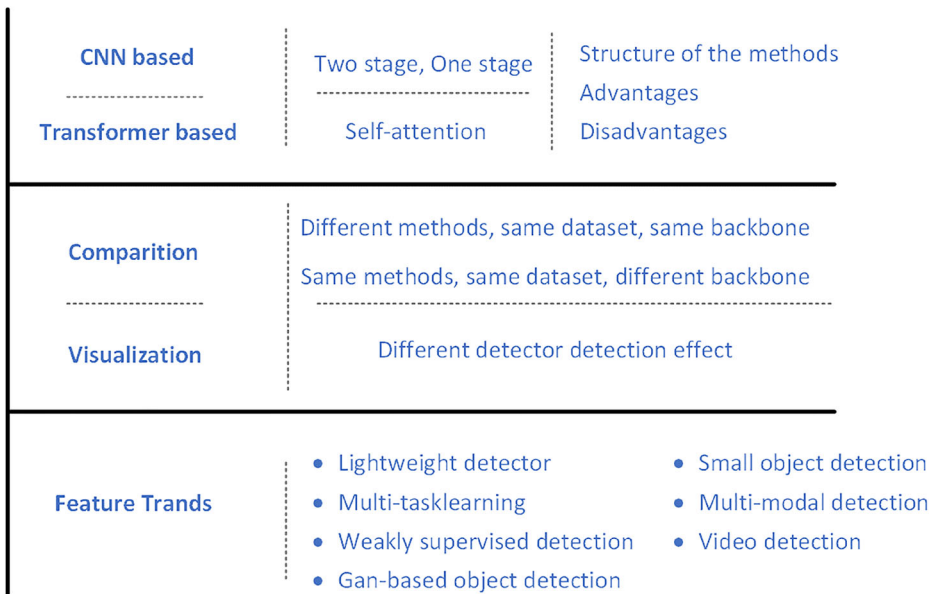 CNN based
Transformer based
Two stage, One stage
Self-attention
Structure of the methods
Advantages
Disadvantages
Comparition
Visualization
Different methods, same dataset, same backbone
Same methods, same dataset, different backbone
Different detector detection effect
Feature Trands
• Lightweight detector
• Multi-tasklearning
• Weakly supervised detection
• Gan-based object detection
• Small object detection
• Multi-modal detection
• Video detection